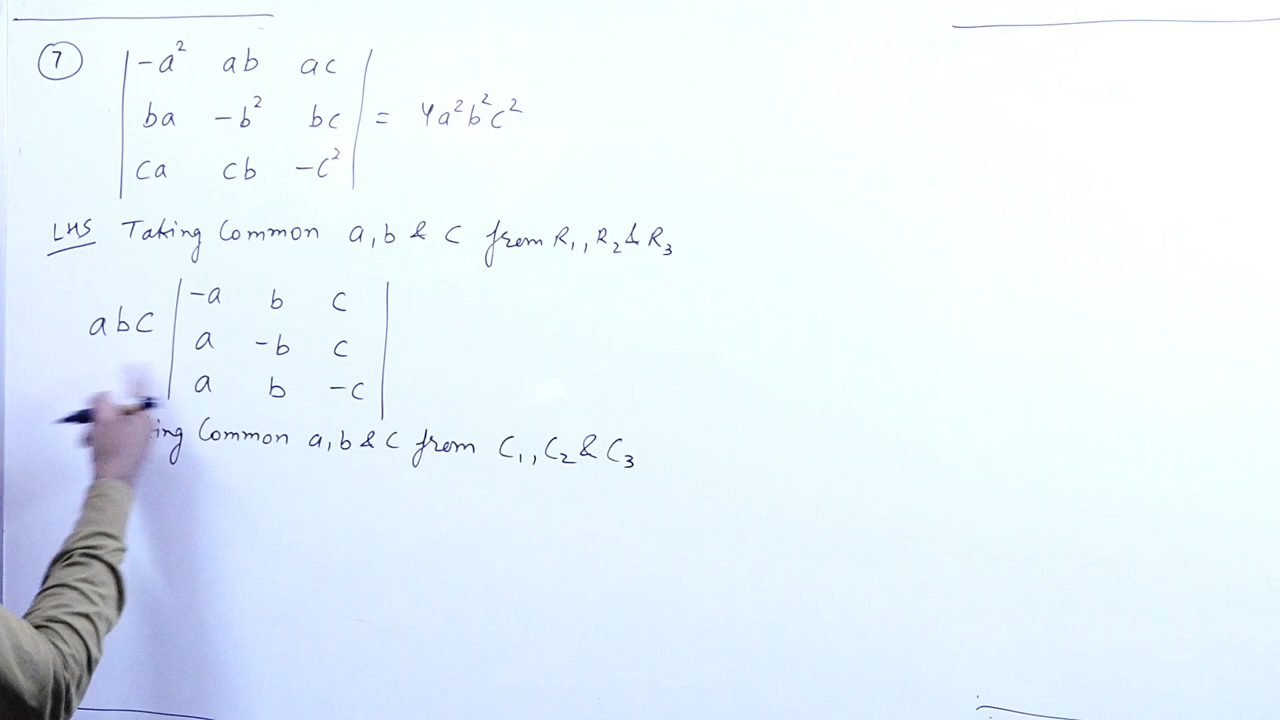 7 | -a² ab ac |
| ba -b² bc | = 4a²b²c²
| ca cb -c² |
LHS Taking Common a, b & C from R₁, R₂ & R₃
| -a b c |
abc | a -b c |
| a b -c |
ing Common a, b & C from C₁, C₂ & C₃